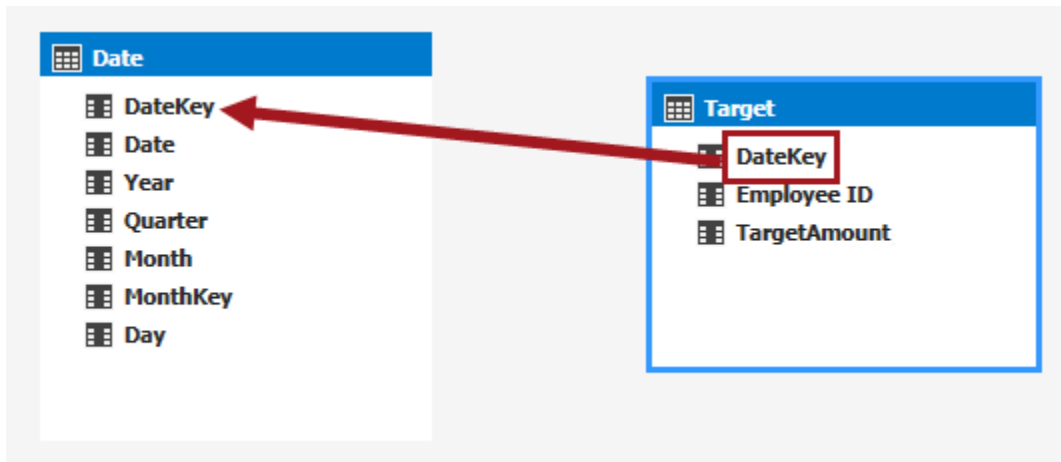 Date
DateKey
Date
Year
Quarter
Month
MonthKey
Day
Target
DateKey
Employee ID
TargetAmount